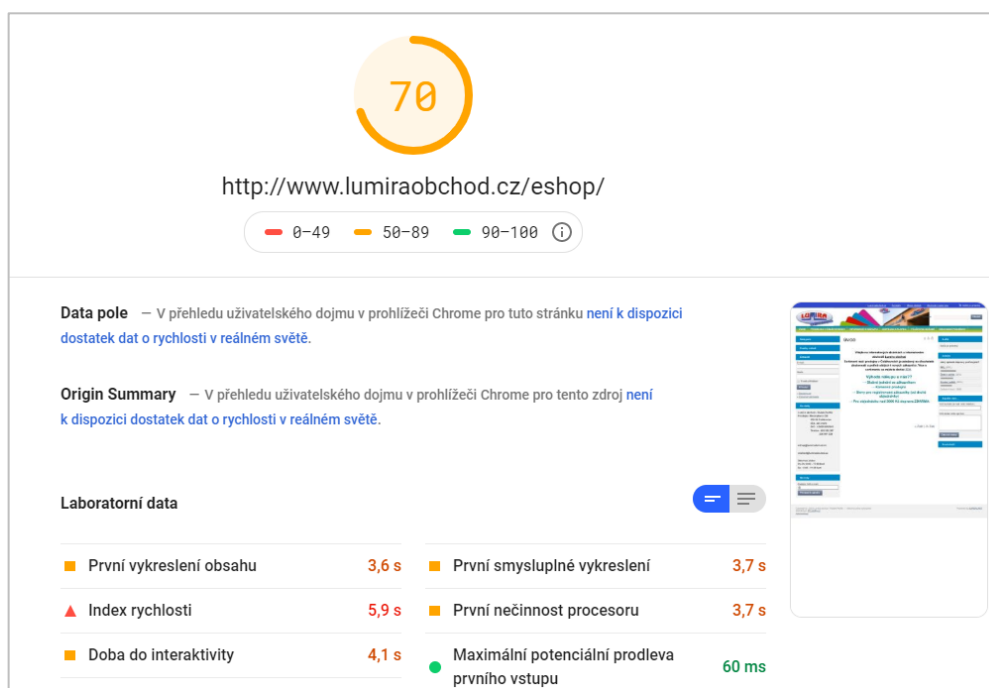 70
http://www.lumiraobchod.cz/eshop/
0–49 50–89 90–100
Data pole — V přehledu uživatelského dojmu v prohlížeči Chrome pro tuto stránku není k dispozici
dostatek dat o rychlosti v reálném světě.
Origin Summary — V přehledu uživatelského dojmu v prohlížeči Chrome pro tento zdroj není
k dispozici dostatek dat o rychlosti v reálném světě.
Laboratorní data
První vykreslení obsahu 3,6 s
První smysluplné vykreslení 3,7 s
Index rychlosti 5,9 s
První nečinnost procesoru 3,7 s
Doba do interaktivity 4,1 s
Maximální potenciální prodleva
prvního vstupu 60 ms
LUMIRA